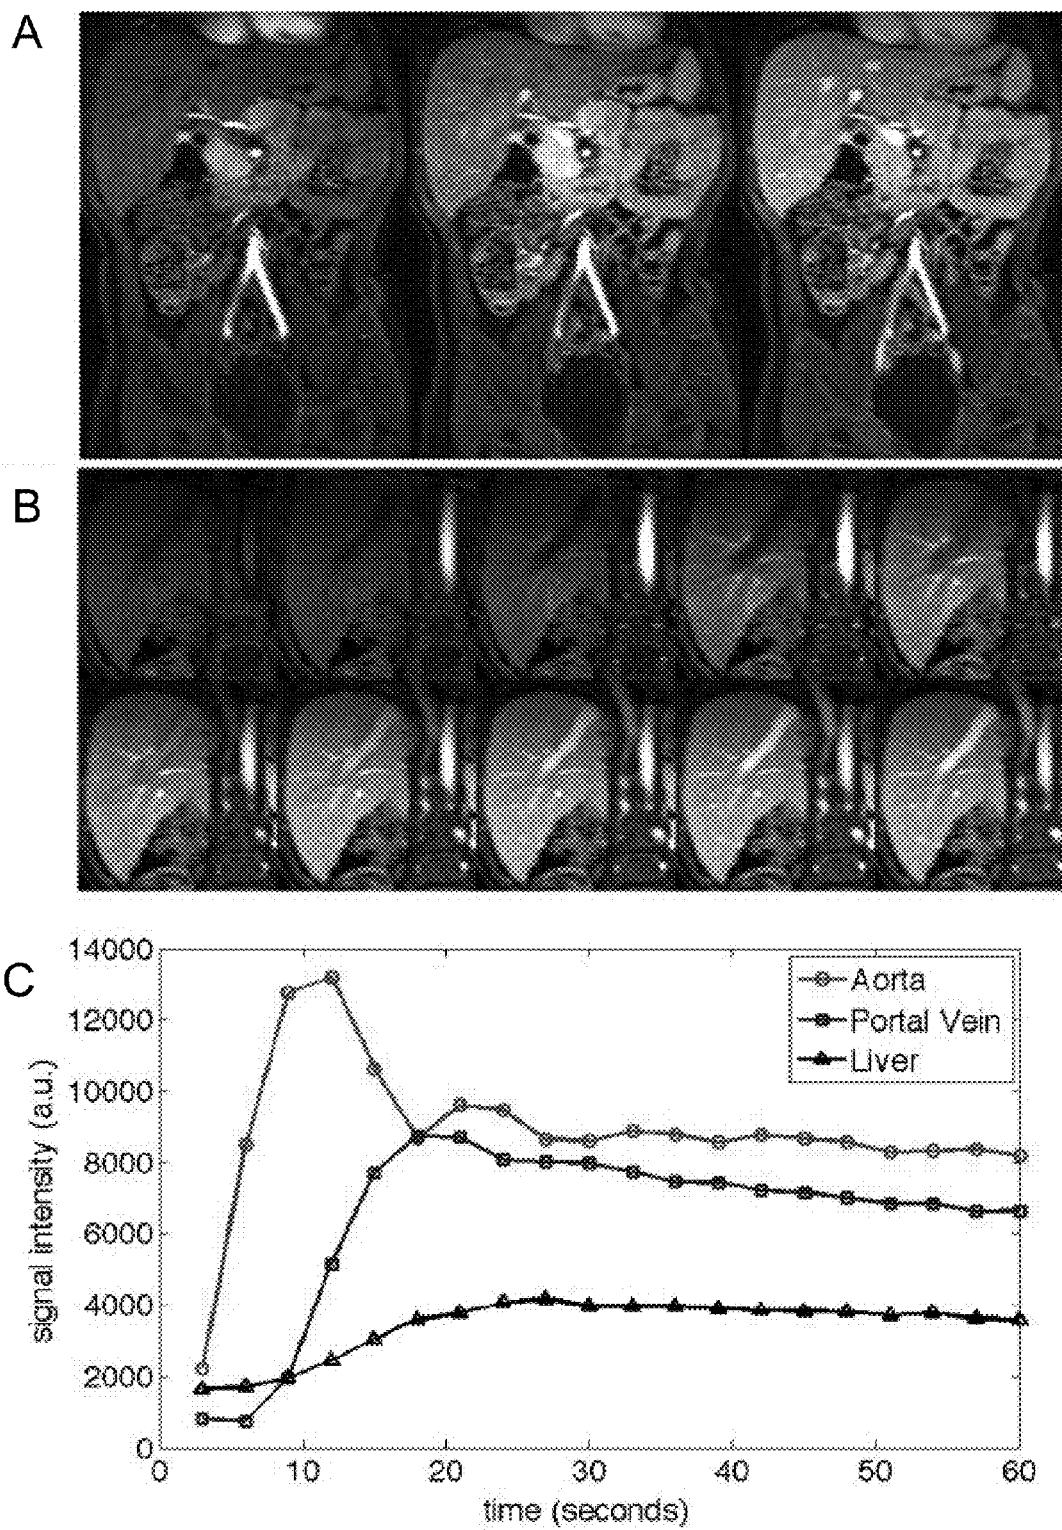 A
B
C
14000
12000
10000
8000
6000
4000
2000
0
signal intensity (a.u.)
Aorta
Portal Vein
Liver
0 10 20 30 40 50 60
time (seconds)